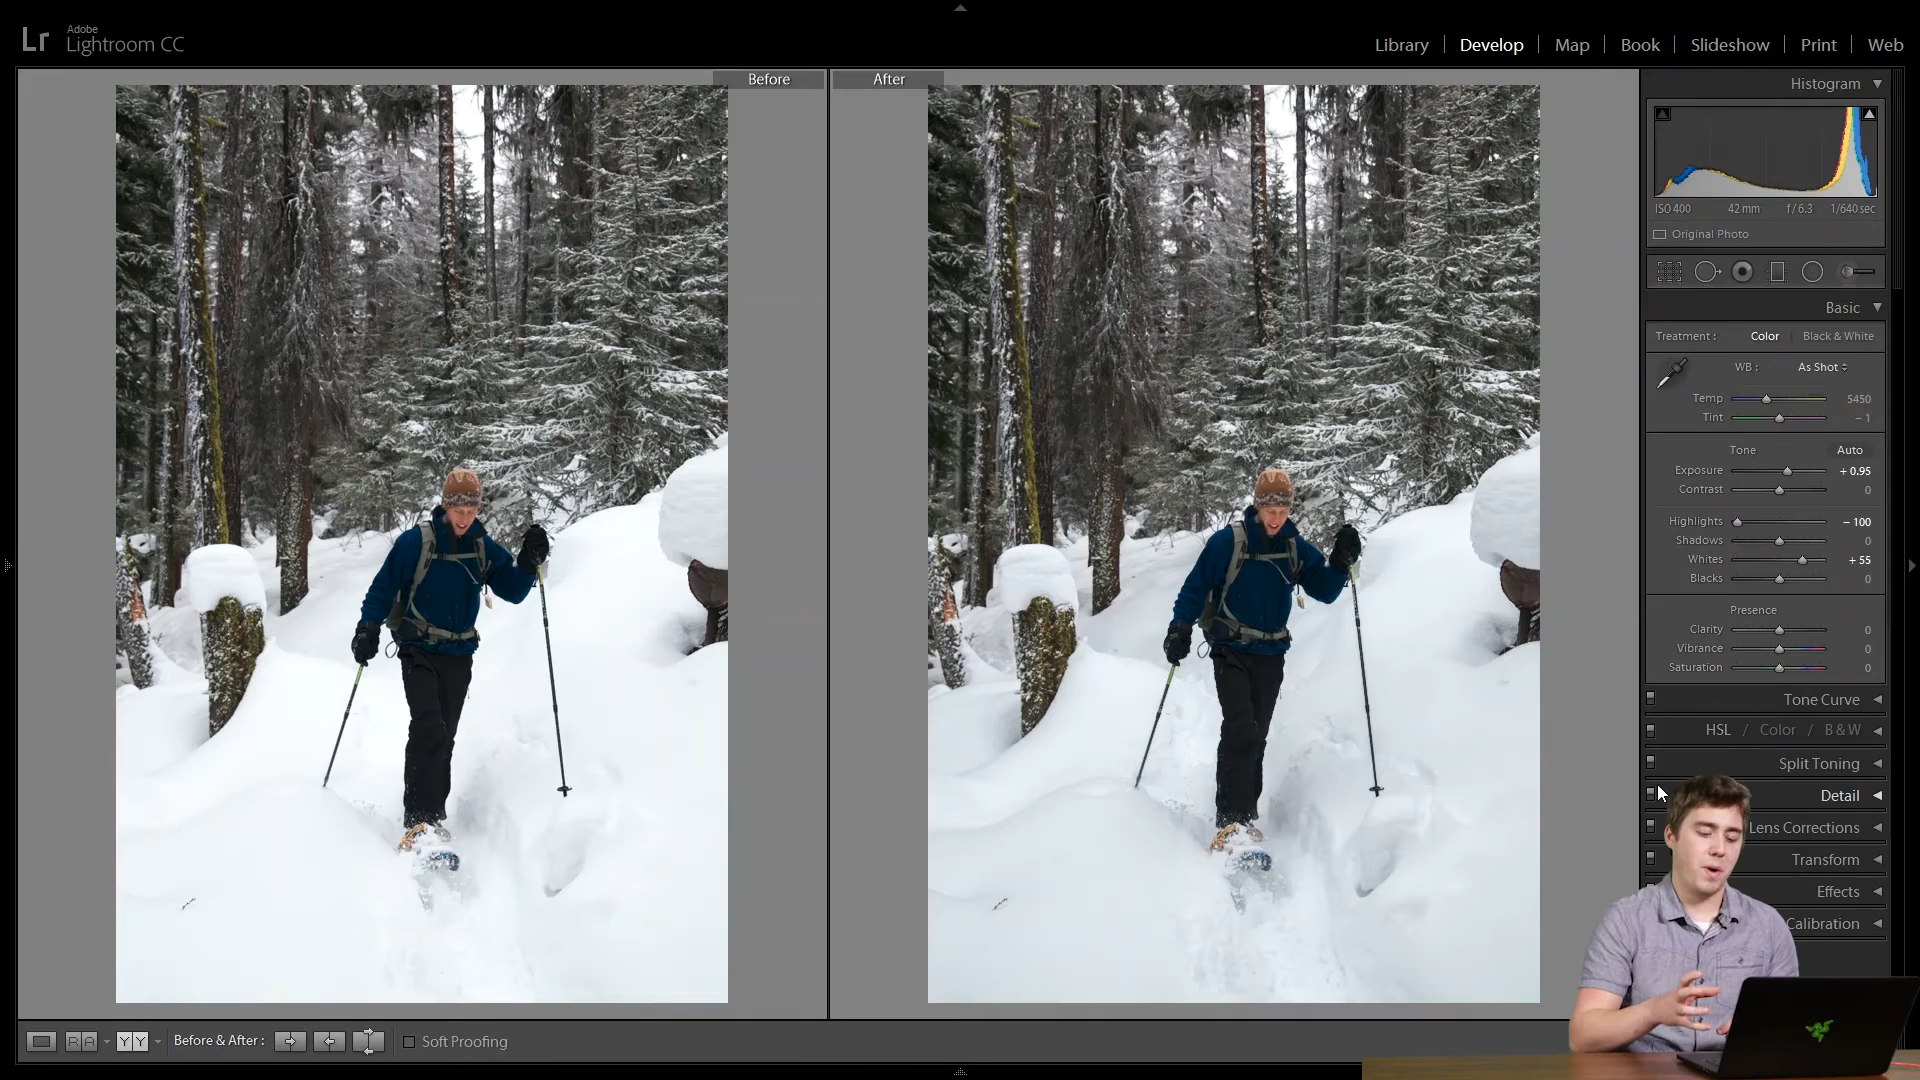 Lr Adobe
Lightroom CC
Library | Develop | Map | Book | Slideshow | Print | Web
Before
After
Histogram
ISO 400 42 mm f / 6.3 1/640 sec
Original Photo
Basic
Treatment : Color Black & White
WB : As Shot
Temp 5450
Tint – 1
Tone Auto
Exposure + 0.95
Contrast 0
Highlights – 100
Shadows 0
Whites + 55
Blacks 0
Presence
Clarity 0
Vibrance 0
Saturation 0
Tone Curve
HSL / Color / B & W
Split Toning
Detail
Lens Corrections
Transform
Effects
Calibration
R A Y Y Before & After : Soft Proofing